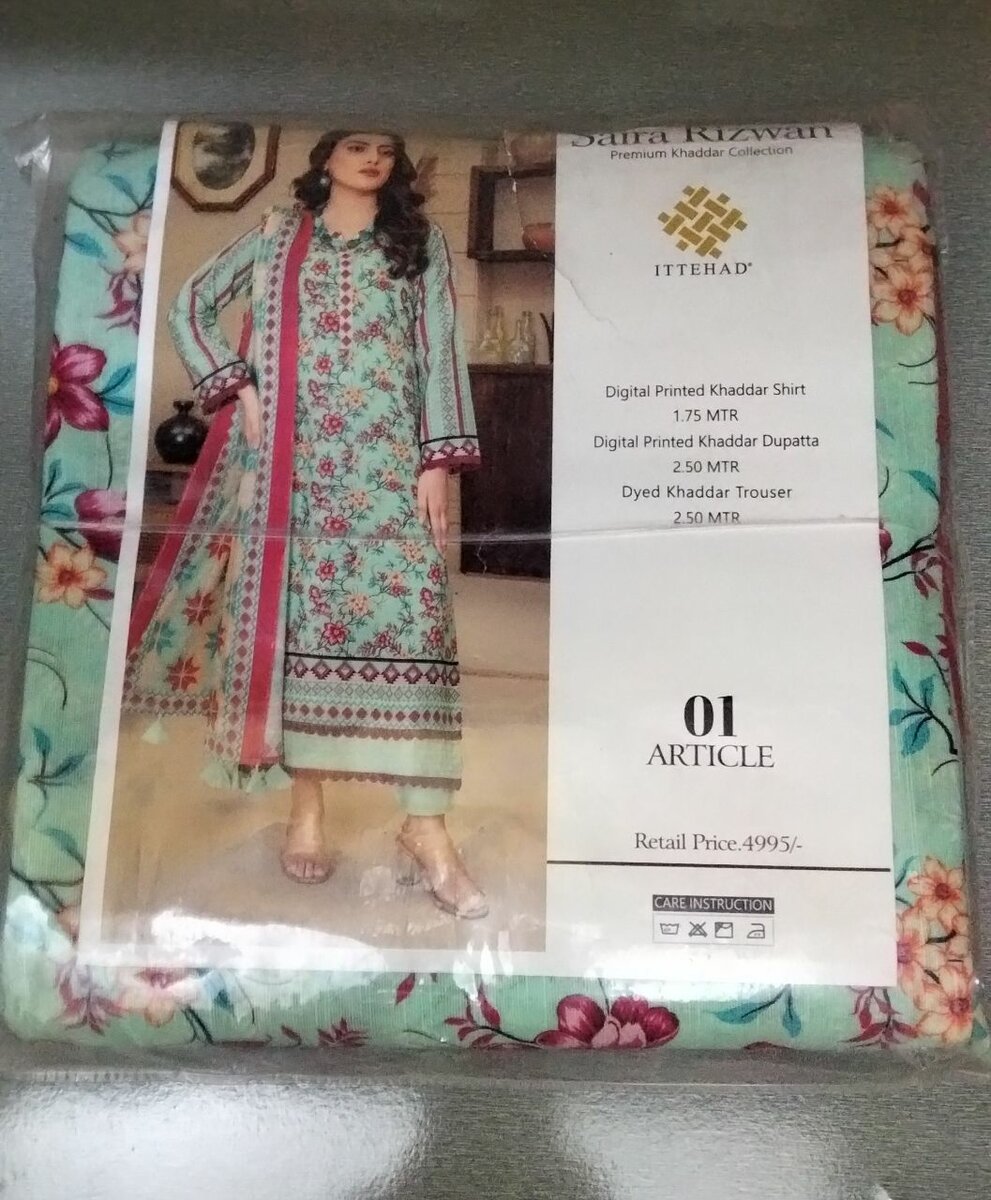 Saira Rizwan
Premium Khaddar Collection
ITTEHAD®
Digital Printed Khaddar Shirt
1.75 MTR
Digital Printed Khaddar Dupatta
2.50 MTR
Dyed Khaddar Trouser
2.50 MTR
01
ARTICLE
Retail Price.4995/-
CARE INSTRUCTION